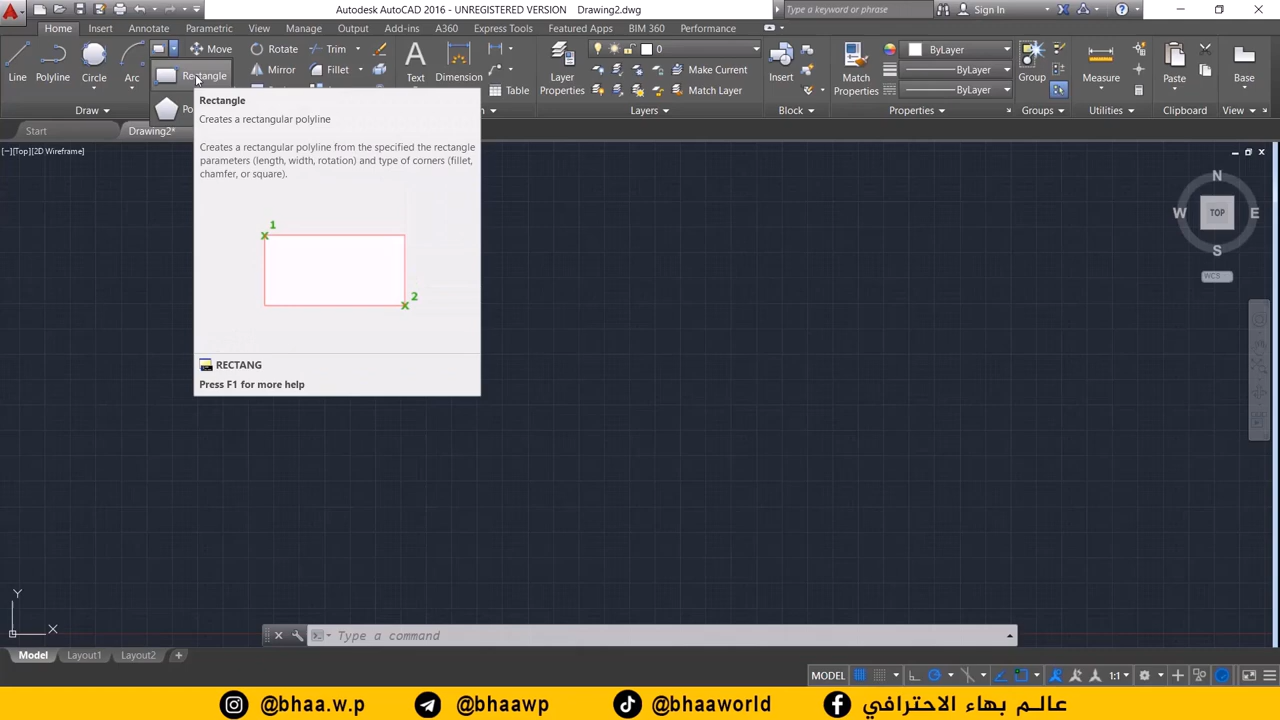 Autodesk AutoCAD 2016 - UNREGISTERED VERSION Drawing2.dwg
Type a keyword or phrase
Sign In
Home Insert Annotate Parametric View Manage Output Add-ins A360 Express Tools Featured Apps BIM 360 Performance
Line
Polyline
Circle
Arc
Draw
Rectangle
Move
Rotate
Trim
Mirror
Fillet
Text
Dimension
Table
Layer
Properties
0
Make Current
Match Layer
Insert
Block
Match
Properties
ByLayer
ByLayer
ByLayer
Properties
Group
Groups
Measure
Utilities
Paste
Clipboard
Base
View
Start
Drawing2*
Rectangle
Creates a rectangular polyline
Creates a rectangular polyline from the specified the rectangle
parameters (length, width, rotation) and type of corners (fillet,
chamfer, or square).
1
2
RECTANG
Press F1 for more help
[−][Top][2D Wireframe]
N
W TOP E
S
WCS
Y
X
Type a command
Model Layout1 Layout2
MODEL
1:1
@bhaa.w.p @bhaawp @bhaaworld عالم بهاء الاحترافي